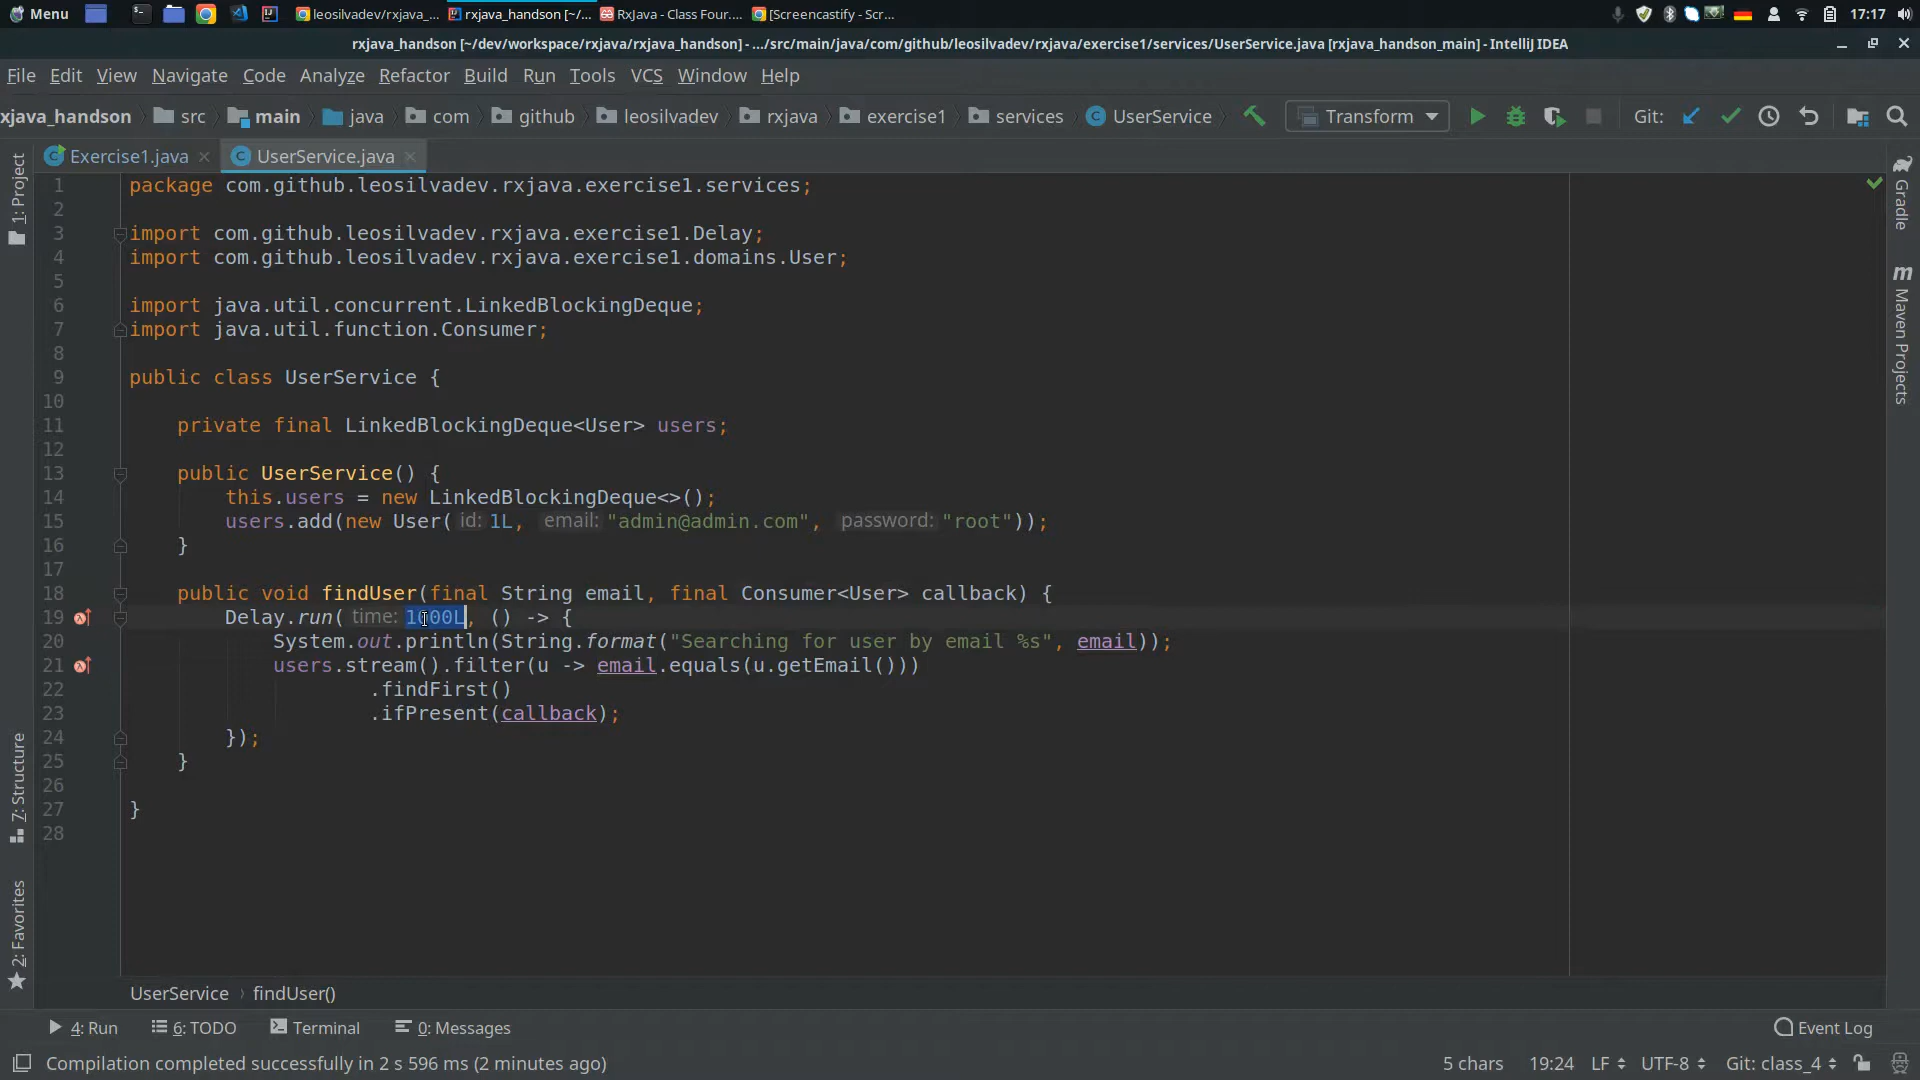 Menu leosilvadev/rxjava_... rxjava_handson [~/... RxJava - Class Four.... [Screencastify - Scr... 17:17
rxjava_handson [~/dev/workspace/rxjava/rxjava_handson] - .../src/main/java/com/github/leosilvadev/rxjava/exercise1/services/UserService.java [rxjava_handson_main] - IntelliJ IDEA
File Edit View Navigate Code Analyze Refactor Build Run Tools VCS Window Help
xjava_handson src main java com github leosilvadev rxjava exercise1 services UserService Transform Git:
Exercise1.java UserService.java
1: Project
7: Structure
2: Favorites
Gradle
m Maven Projects
1 package com.github.leosilvadev.rxjava.exercise1.services;
2
3 import com.github.leosilvadev.rxjava.exercise1.Delay;
4 import com.github.leosilvadev.rxjava.exercise1.domains.User;
5
6 import java.util.concurrent.LinkedBlockingDeque;
7 import java.util.function.Consumer;
8
9 public class UserService {
10
11 private final LinkedBlockingDeque<User> users;
12
13 public UserService() {
14 this.users = new LinkedBlockingDeque<>();
15 users.add(new User( id: 1L, email: "admin@admin.com", password: "root"));
16 }
17
18 public void findUser(final String email, final Consumer<User> callback) {
19 Delay.run( time: 1000L, () -> {
20 System.out.println(String.format("Searching for user by email %s", email));
21 users.stream().filter(u -> email.equals(u.getEmail()))
22 .findFirst()
23 .ifPresent(callback);
24 });
25 }
26
27 }
28
UserService › findUser()
4: Run 6: TODO Terminal 0: Messages Event Log
Compilation completed successfully in 2 s 596 ms (2 minutes ago) 5 chars 19:24 LF UTF-8 Git: class_4